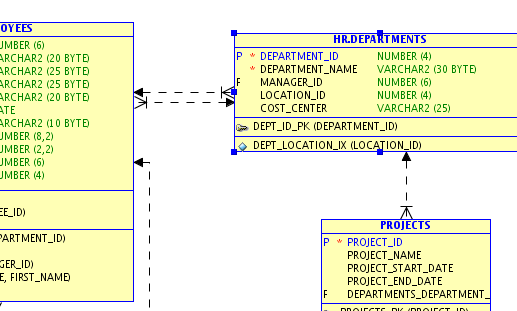 OYEES
UMBER (6)
ARCHAR2 (20 BYTE)
ARCHAR2 (25 BYTE)
ARCHAR2 (25 BYTE)
ARCHAR2 (20 BYTE)
ATE
ARCHAR2 (10 BYTE)
UMBER (8,2)
UMBER (2,2)
UMBER (6)
UMBER (4)
EE_ID)
PARTMENT_ID)
GER_ID)
E, FIRST_NAME)
HR.DEPARTMENTS
P * DEPARTMENT_ID NUMBER (4)
* DEPARTMENT_NAME VARCHAR2 (30 BYTE)
F MANAGER_ID NUMBER (6)
LOCATION_ID NUMBER (4)
COST_CENTER VARCHAR2 (25)
DEPT_ID_PK (DEPARTMENT_ID)
DEPT_LOCATION_IX (LOCATION_ID)
PROJECTS
P * PROJECT_ID
PROJECT_NAME
PROJECT_START_DATE
PROJECT_END_DATE
F DEPARTMENTS_DEPARTMENT_
PROJECTS_PK (PROJECT_ID)